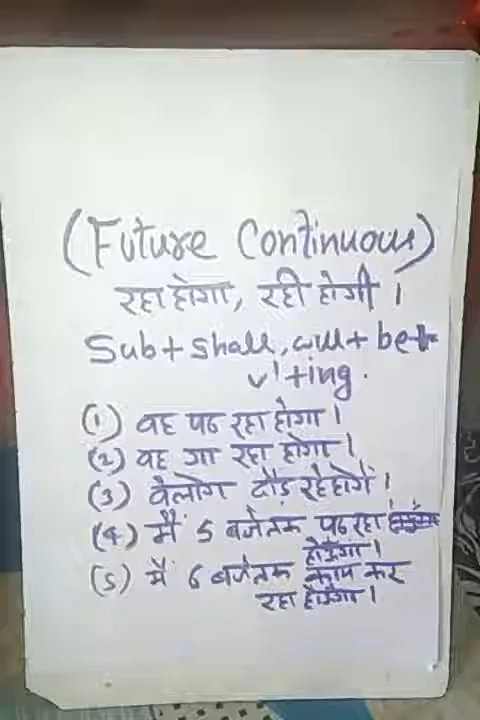 (Future Continuous)
रहा होगा, रही होगी ।
Sub + shall, will + be +
v¹ + ing.
(1) वह पढ रहा होगा ।
(2) वह गा रहा होगा ।
(3) वेलोग दौड़ रहे होगें ।
(4) मैं 5 बजेतक पढ रहा
होऊँगा ।
(5) मैं 6 बजेतक काम कर
रहा होऊँगा ।